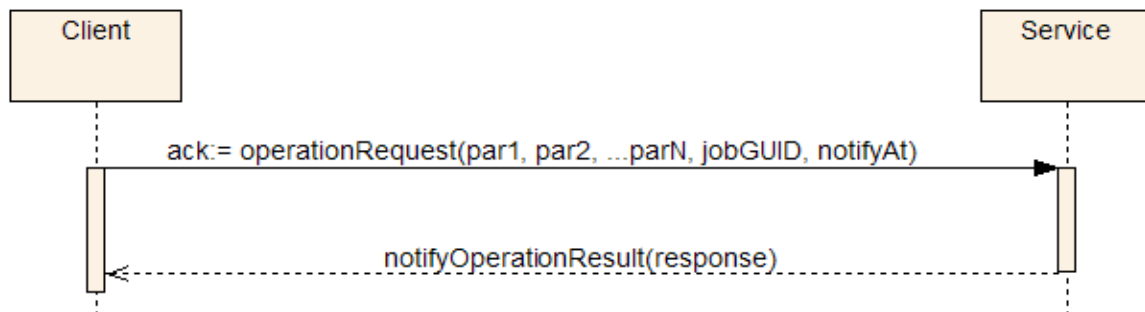 Client
Service
ack:= operationRequest(par1, par2, ...parN, jobGUID, notifyAt)
notifyOperationResult(response)